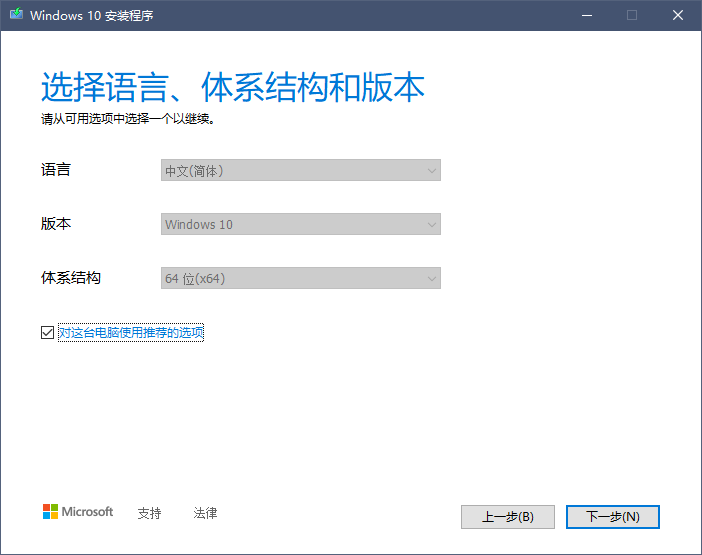 Windows 10 安装程序
选择语言、体系结构和版本
请从可用选项中选择一个以继续。
语言 中文(简体)
版本 Windows 10
体系结构 64 位(x64)
对这台电脑使用推荐的选项
Microsoft 支持 法律 上一步(B) 下一步(N)